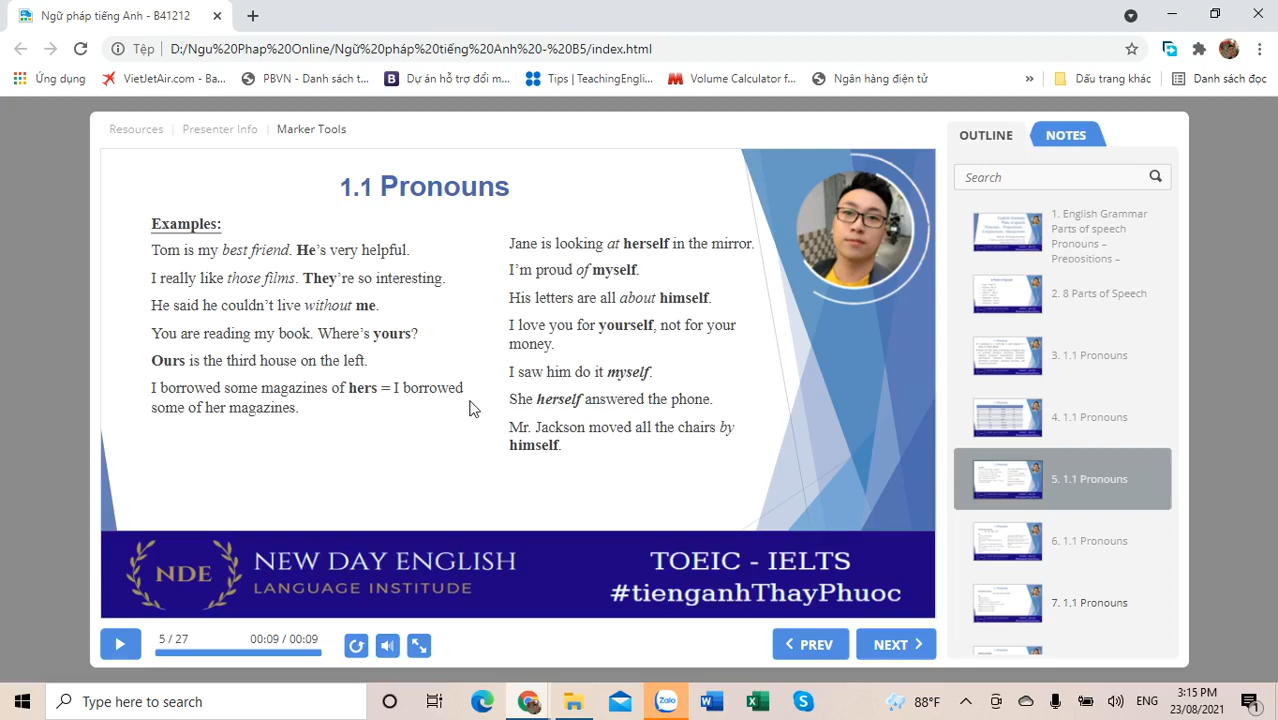 Ngữ pháp tiếng Anh - B41212
Tệp
D:/Ngu%20Phap%20Online/Ngữ%20pháp%20tiếng%20Anh%20-%20B5/index.html
Ứng dụng
VietJetAir.com - Ba...
PBVN - Danh sách t...
Dự án học bổ đổi m...
Tips | TeachingEngli...
Volume Calculator f...
Ngân hàng điện tử
»
Dấu trang khác
Danh sách đọc
Resources | Presenter Info | Marker Tools
1.1 Pronouns
Examples:
Tom is my best friend. He's very helpful.
I really like those films. They're so interesting.
He said he couldn't live without me.
You are reading my book. Where's yours?
Ours is the third house on the left.
I borrowed some magazines of hers = I borrowed
some of her magazines.
Jane is looking at herself in the mirror.
I'm proud of myself.
His letters are all about himself.
I love you for yourself, not for your
money.
I saw him do it myself.
She herself answered the phone.
Mr. Jackson moved all the chairs by
himself.
NDE
NEW DAY ENGLISH
LANGUAGE INSTITUDE
TOEIC - IELTS
#tienganhThayPhuoc
5 / 27
00:09 / 00:09
PREV
NEXT
OUTLINE
NOTES
Search
1. English Grammar
Parts of speech
Pronouns –
Prepositions –
2. 8 Parts of Speech
3. 1.1 Pronouns
4. 1.1 Pronouns
5. 1.1 Pronouns
6. 1.1 Pronouns
7. 1.1 Pronouns
Type here to search
Zalo
88°F
ENG
3:15 PM
23/08/2021
1